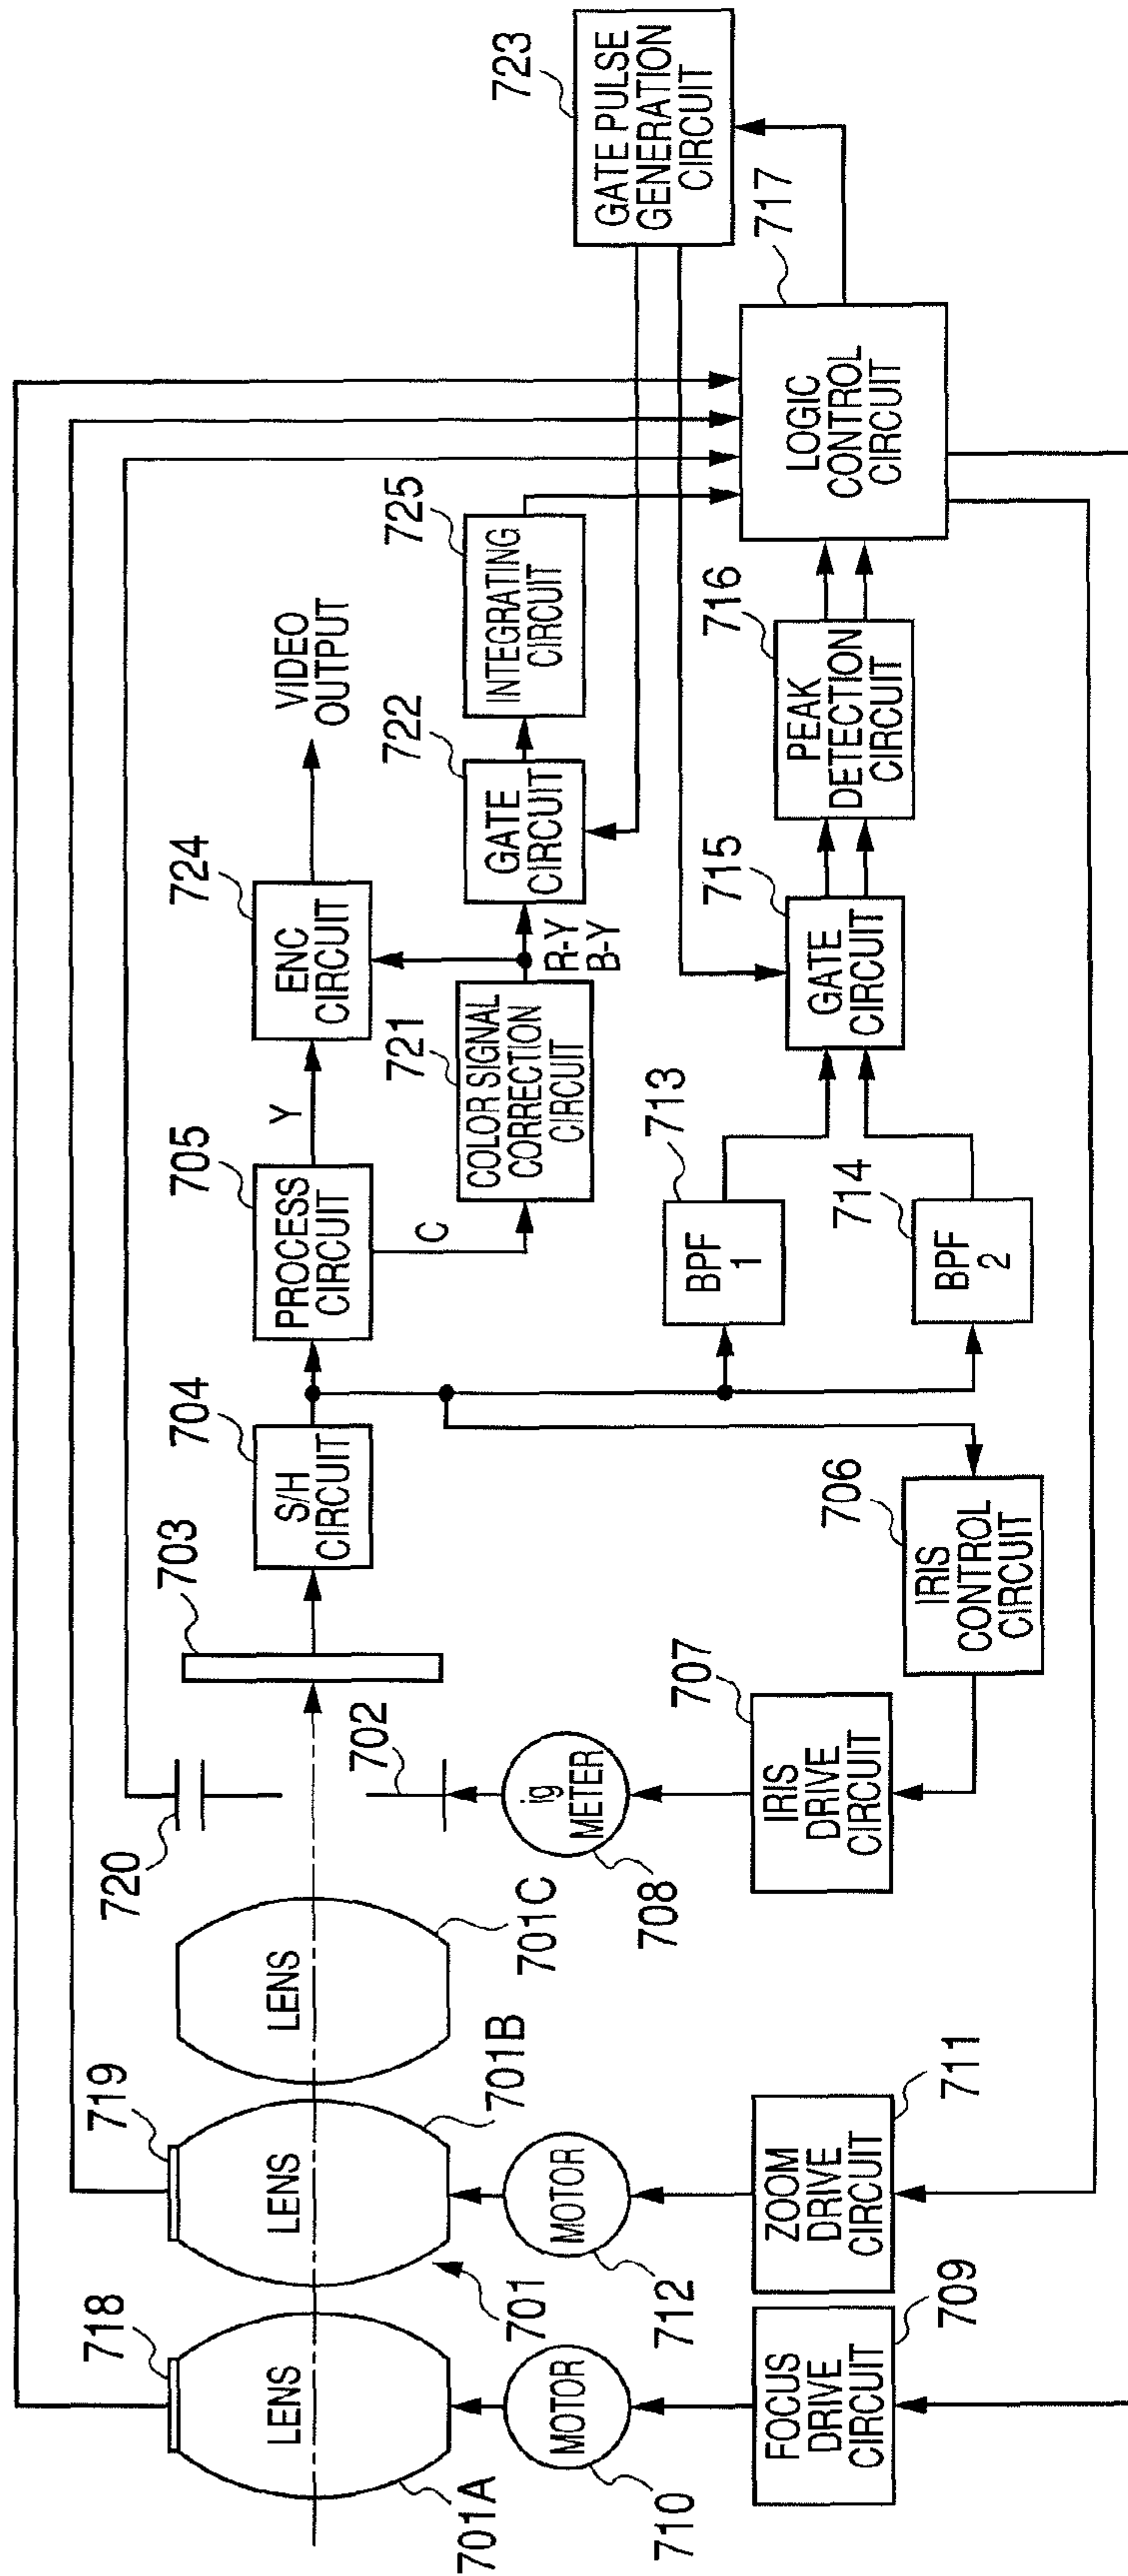 718
719
720
703
704
705
724
VIDEO
OUTPUT
723
GATE PULSE
GENERATION
CIRCUIT
LENS
LENS
LENS
S/H
CIRCUIT
PROCESS
CIRCUIT
Y
ENC
CIRCUIT
702
C
721
COLOR SIGNAL
CORRECTION
CIRCUIT
R-Y
B-Y
722
GATE
CIRCUIT
725
INTEGRATING
CIRCUIT
701A
701
701B
701C
710
MOTOR
712
MOTOR
708
ig
METER
707
706
713
BPF
1
714
BPF
2
715
GATE
CIRCUIT
716
PEAK
DETECTION
CIRCUIT
717
LOGIC
CONTROL
CIRCUIT
FOCUS
DRIVE
CIRCUIT
709
ZOOM
DRIVE
CIRCUIT
711
IRIS
DRIVE
CIRCUIT
IRIS
CONTROL
CIRCUIT